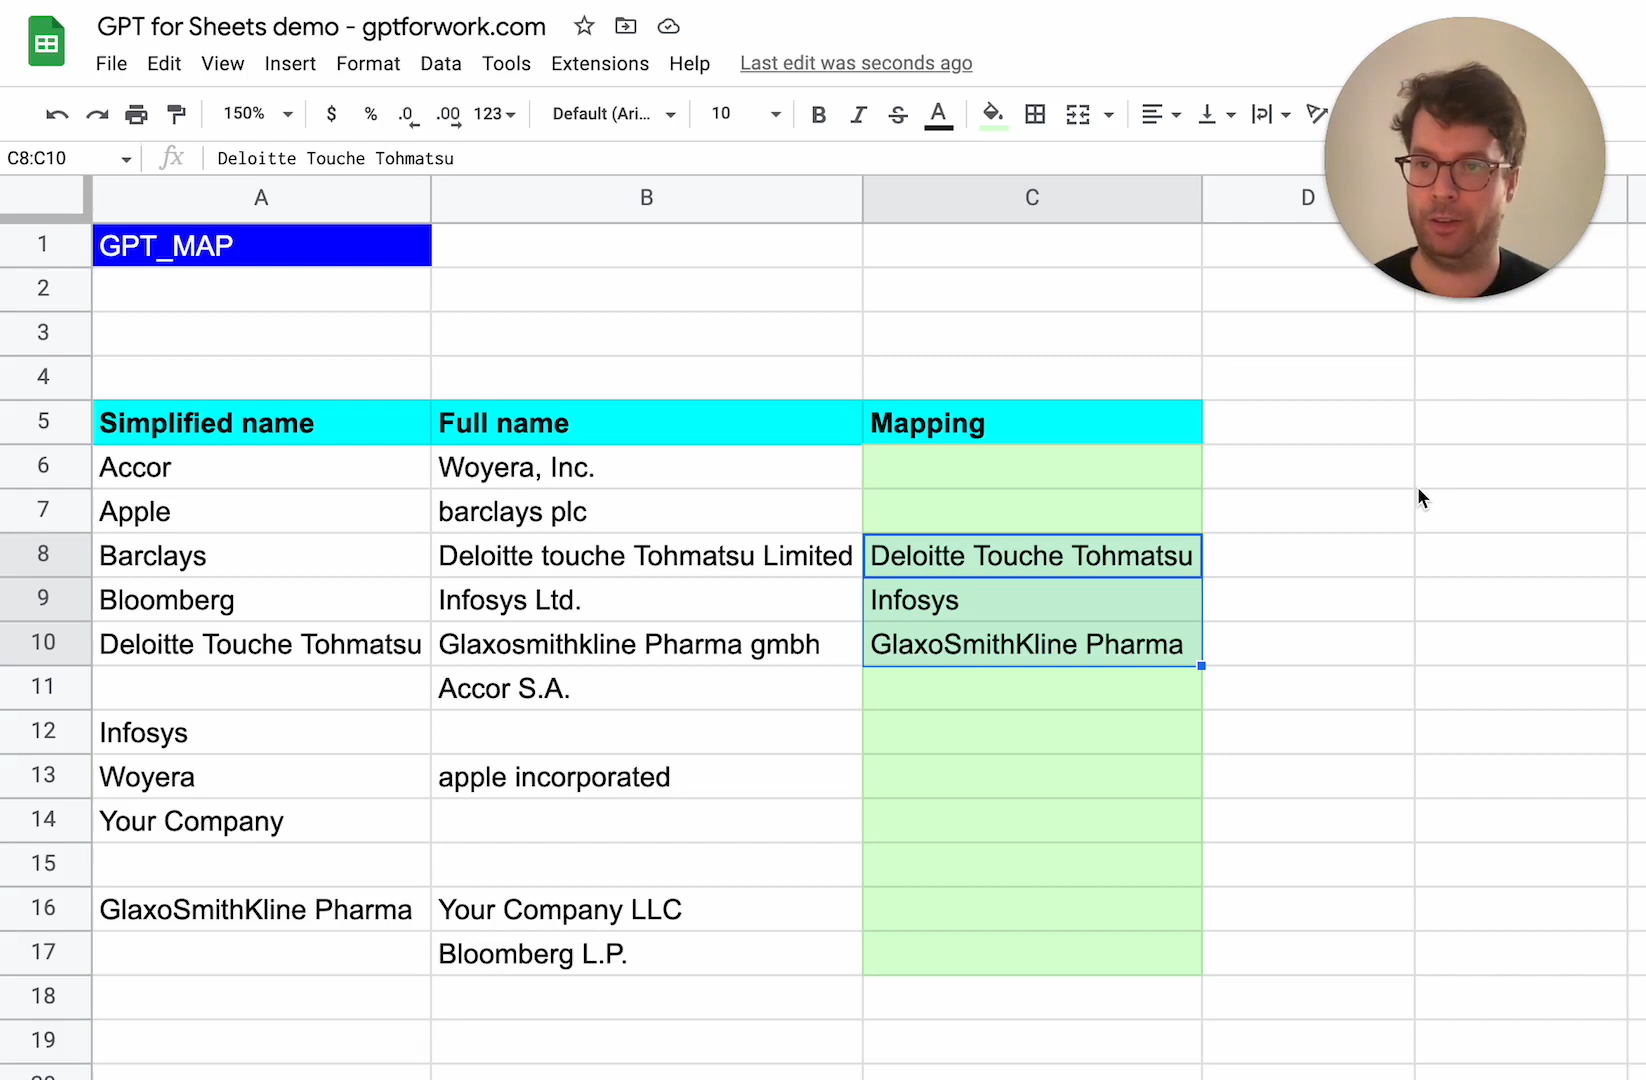 GPT for Sheets demo - gptforwork.com
File Edit View Insert Format Data Tools Extensions Help Last edit was seconds ago
150% $ % .0 .00 123 Default (Ari... 10 B I S A
C8:C10 fx Deloitte Touche Tohmatsu
A B C D
1 GPT_MAP
2
3
4
5 Simplified name Full name Mapping
6 Accor Woyera, Inc.
7 Apple barclays plc
8 Barclays Deloitte touche Tohmatsu Limited Deloitte Touche Tohmatsu
9 Bloomberg Infosys Ltd. Infosys
10 Deloitte Touche Tohmatsu Glaxosmithkline Pharma gmbh GlaxoSmithKline Pharma
11 Accor S.A.
12 Infosys
13 Woyera apple incorporated
14 Your Company
15
16 GlaxoSmithKline Pharma Your Company LLC
17 Bloomberg L.P.
18
19